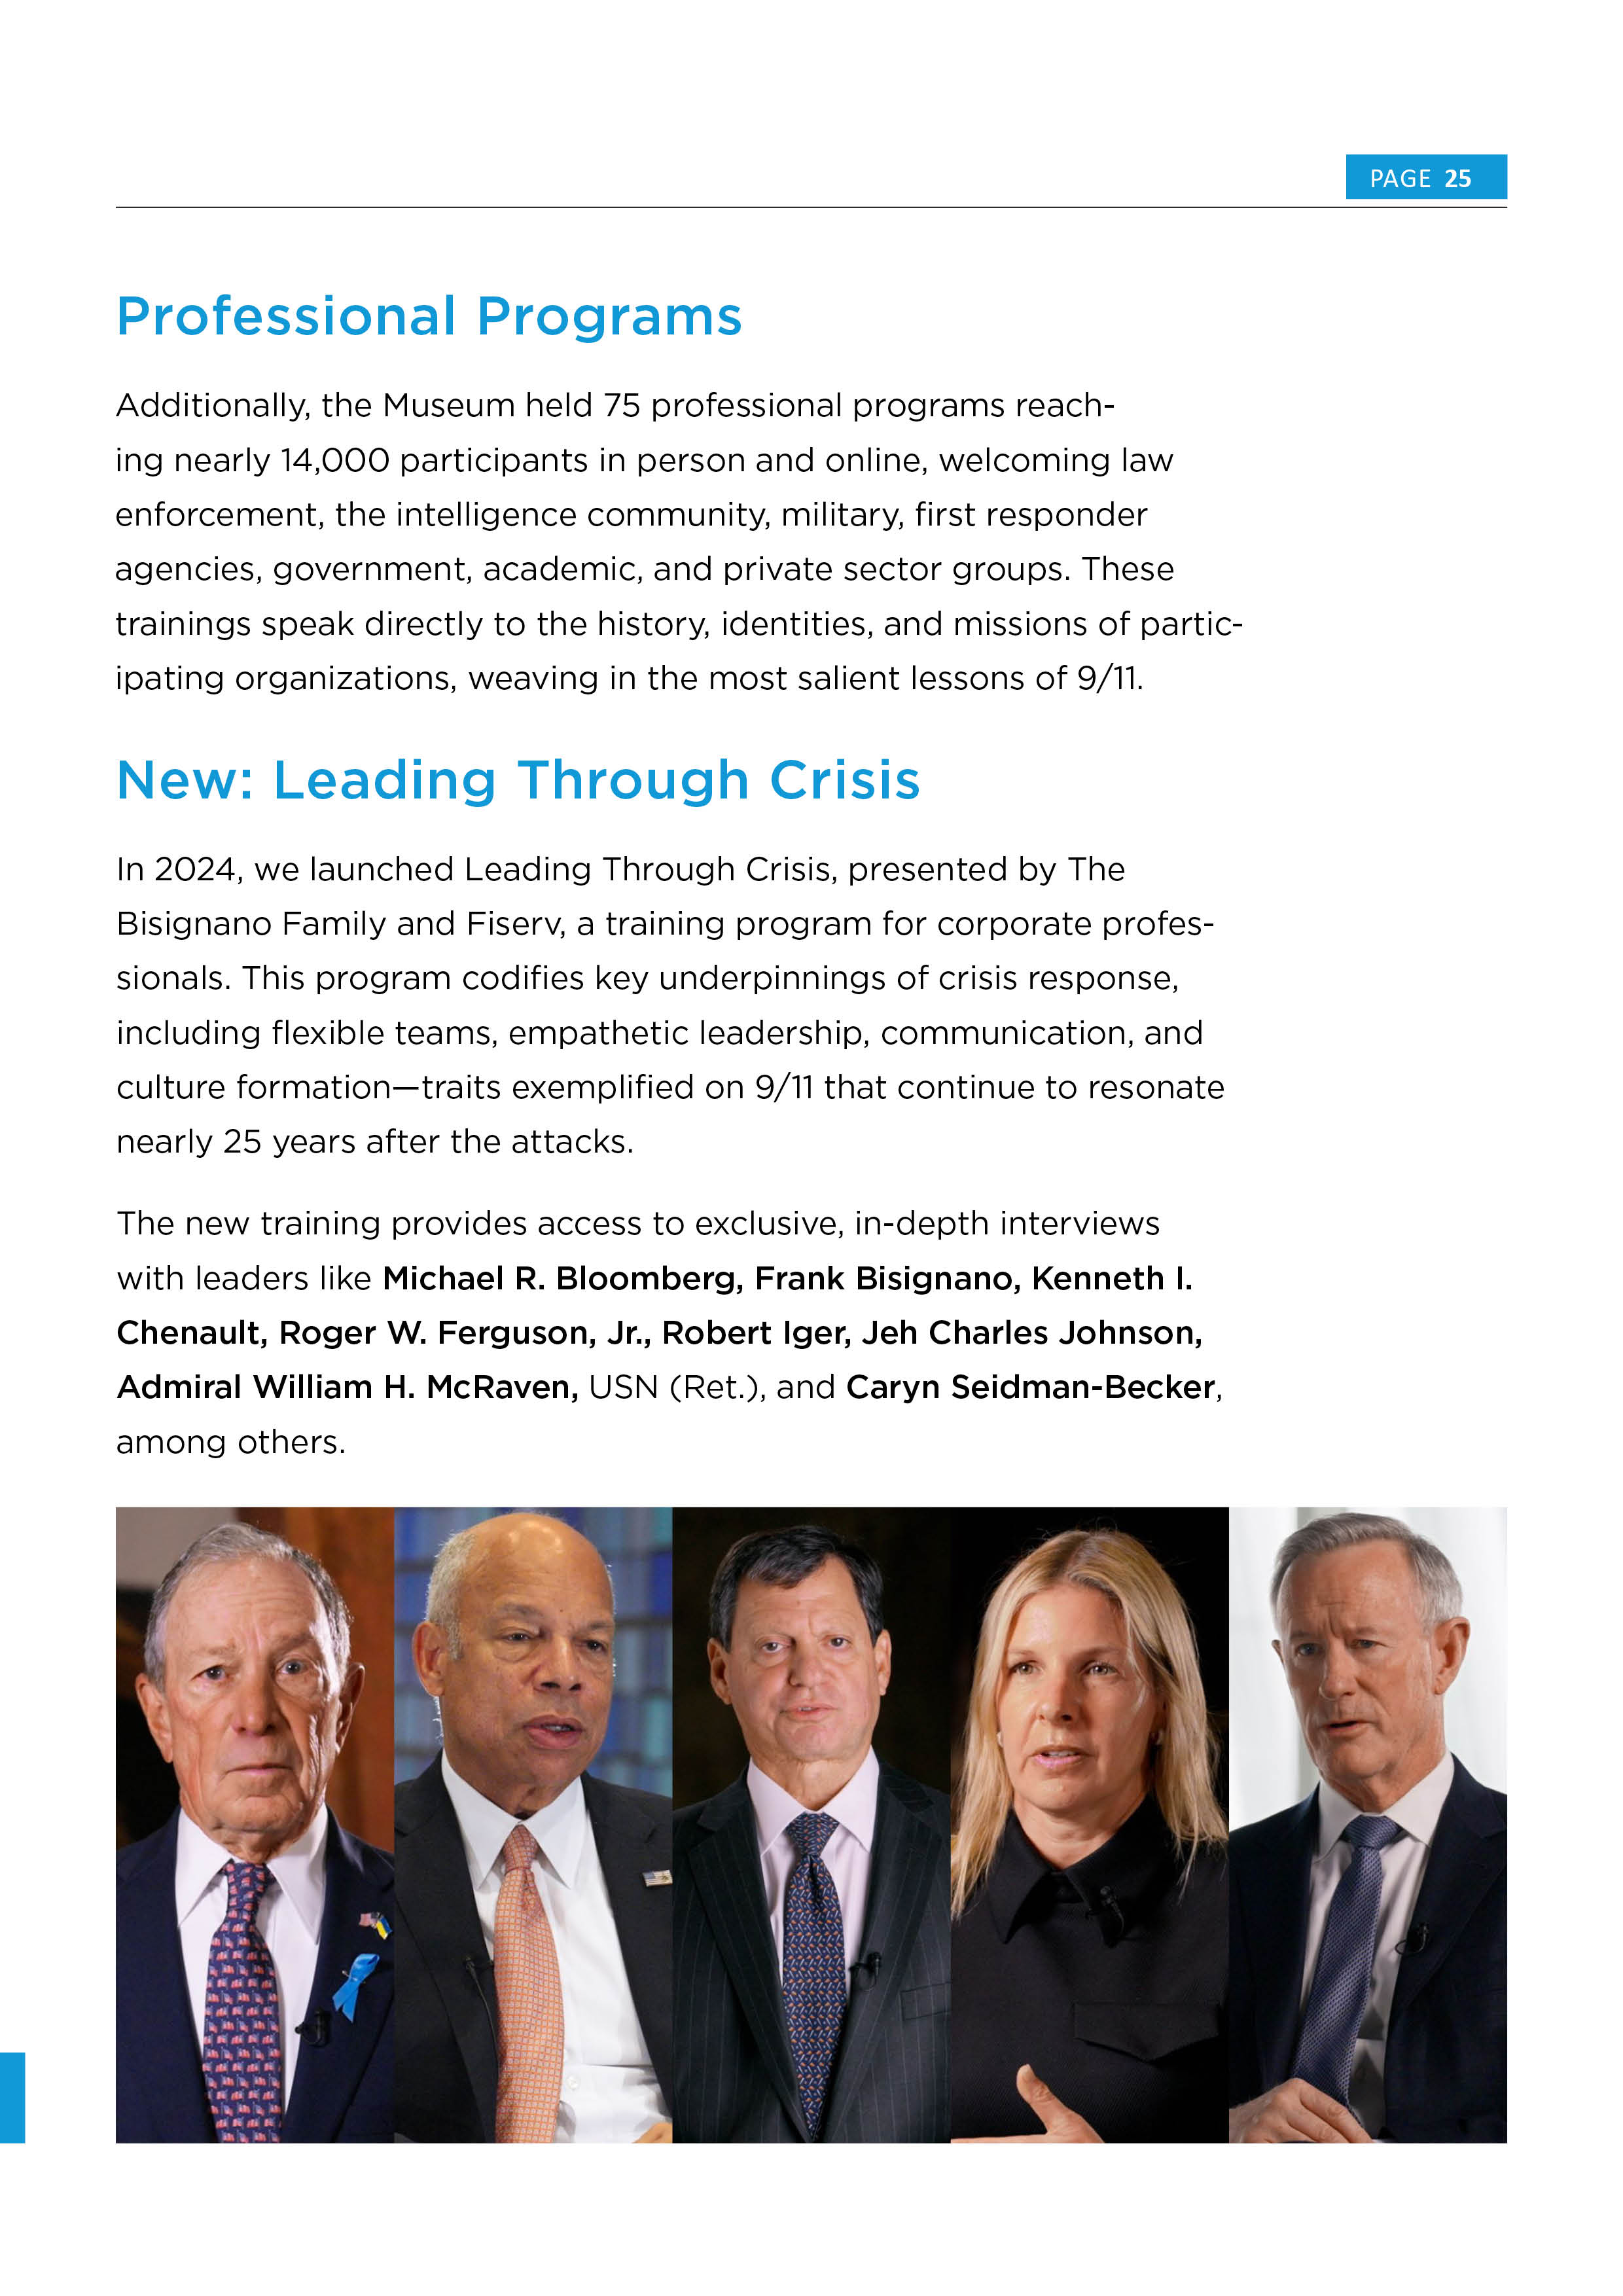 PAGE 25
Professional Programs
Additionally, the Museum held 75 professional programs reach-
ing nearly 14,000 participants in person and online, welcoming law
enforcement, the intelligence community, military, first responder
agencies, government, academic, and private sector groups. These
trainings speak directly to the history, identities, and missions of partic-
ipating organizations, weaving in the most salient lessons of 9/11.
New: Leading Through Crisis
In 2024, we launched Leading Through Crisis, presented by The
Bisignano Family and Fiserv, a training program for corporate profes-
sionals. This program codifies key underpinnings of crisis response,
including flexible teams, empathetic leadership, communication, and
culture formation—traits exemplified on 9/11 that continue to resonate
nearly 25 years after the attacks.
The new training provides access to exclusive, in-depth interviews
with leaders like Michael R. Bloomberg, Frank Bisignano, Kenneth I.
Chenault, Roger W. Ferguson, Jr., Robert Iger, Jeh Charles Johnson,
Admiral William H. McRaven, USN (Ret.), and Caryn Seidman-Becker,
among others.